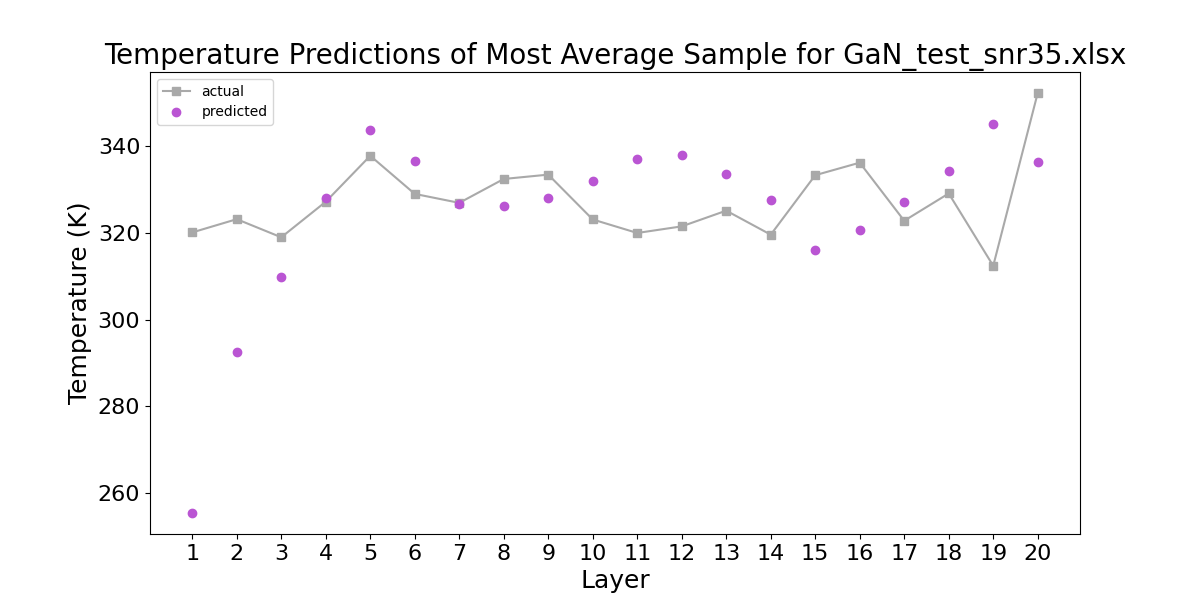 Temperature Predictions of Most Average Sample for GaN_test_snr35.xlsx
actual
predicted
Temperature (K)
340
320
300
280
260
1 2 3 4 5 6 7 8 9 10 11 12 13 14 15 16 17 18 19 20
Layer